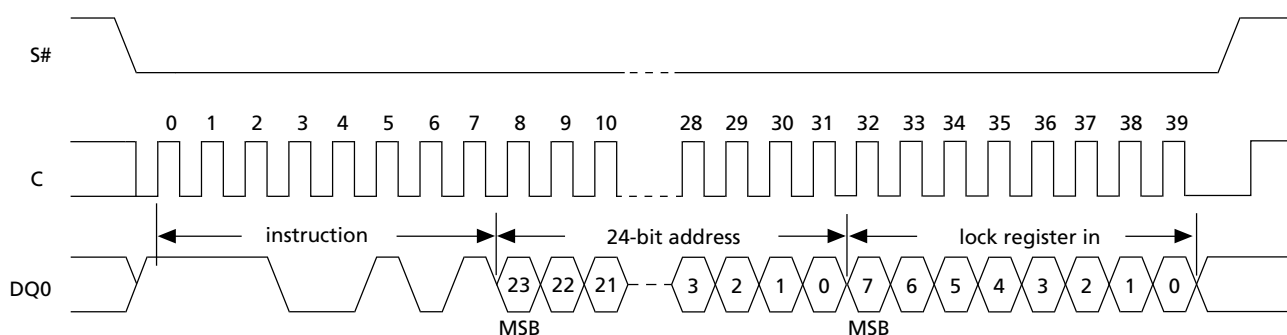 S#
0 1 2 3 4 5 6 7 8 9 10 28 29 30 31 32 33 34 35 36 37 38 39
C
instruction 24-bit address lock register in
DQ0 23 22 21 3 2 1 0 7 6 5 4 3 2 1 0
MSB MSB